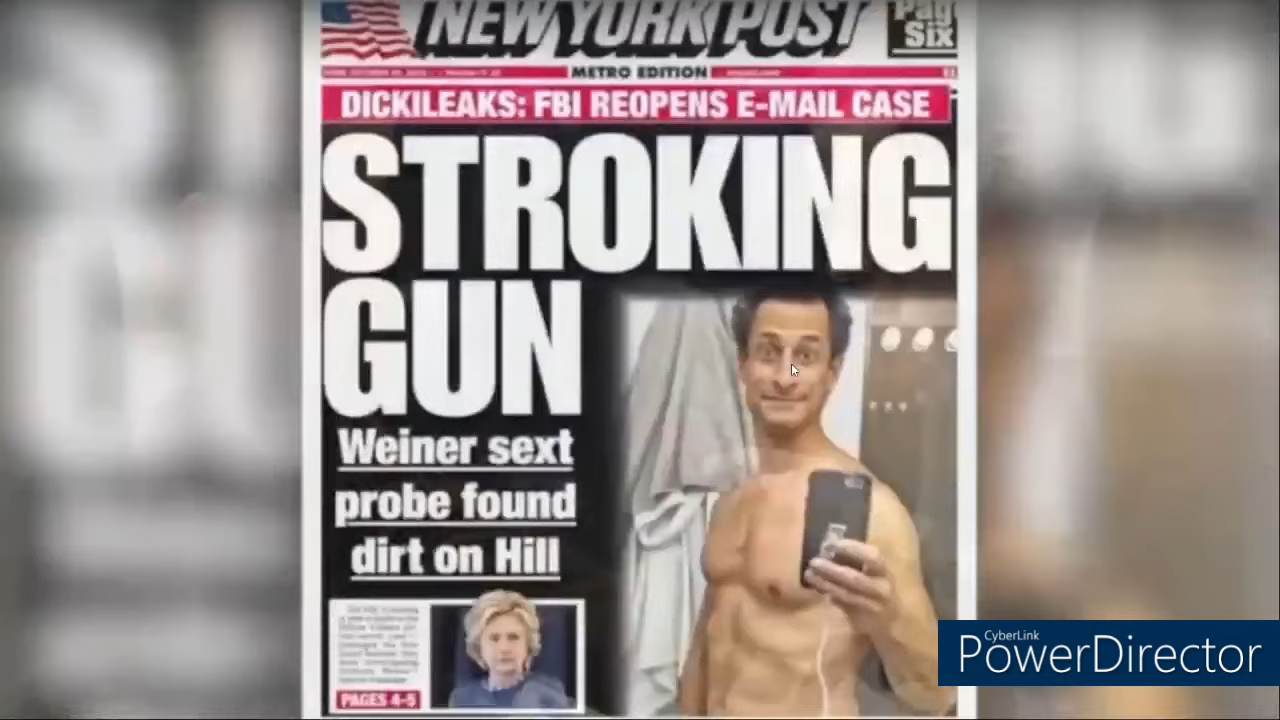 NEW YORK POST
Page
Six
METRO EDITION
DICKILEAKS: FBI REOPENS E-MAIL CASE
STROKING
GUN
Weiner sext
probe found
dirt on Hill
PAGES 4-5
CyberLink
PowerDirector